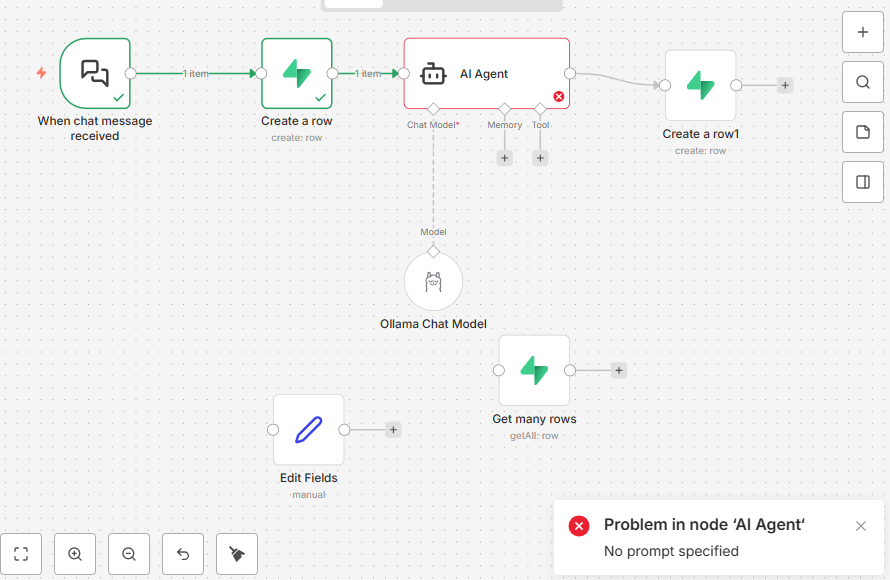 1 item
1 item
AI Agent
When chat message
received
Create a row
create: row
Chat Model*
Memory
Tool
Create a row1
create: row
Model
Ollama Chat Model
Get many rows
getAll: row
Edit Fields
manual
Problem in node ‘AI Agent‘
No prompt specified